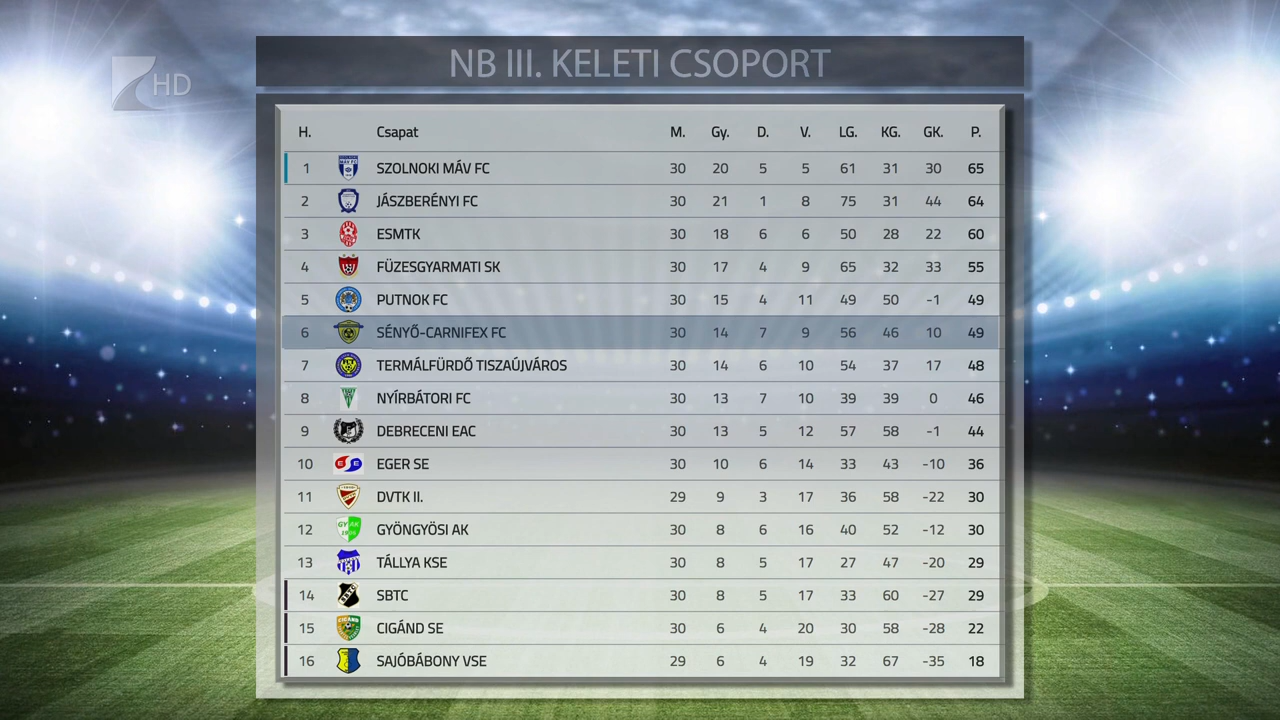 HD
NB III. KELETI CSOPORT
H. Csapat M. Gy. D. V. LG. KG. GK. P.
1 SZOLNOKI MÁV FC 30 20 5 5 61 31 30 65
2 JÁSZBERÉNYI FC 30 21 1 8 75 31 44 64
3 ESMTK 30 18 6 6 50 28 22 60
4 FÜZESGYARMATI SK 30 17 4 9 65 32 33 55
5 PUTNOK FC 30 15 4 11 49 50 -1 49
6 SÉNYŐ-CARNIFEX FC 30 14 7 9 56 46 10 49
7 TERMÁLFÜRDŐ TISZAÚJVÁROS 30 14 6 10 54 37 17 48
8 NYÍRBÁTORI FC 30 13 7 10 39 39 0 46
9 DEBRECENI EAC 30 13 5 12 57 58 -1 44
10 EGER SE 30 10 6 14 33 43 -10 36
11 DVTK II. 29 9 3 17 36 58 -22 30
12 GYÖNGYÖSI AK 30 8 6 16 40 52 -12 30
13 TÁLLYA KSE 30 8 5 17 27 47 -20 29
14 SBTC 30 8 5 17 33 60 -27 29
15 CIGÁND SE 30 6 4 20 30 58 -28 22
16 SAJÓBÁBONY VSE 29 6 4 19 32 67 -35 18